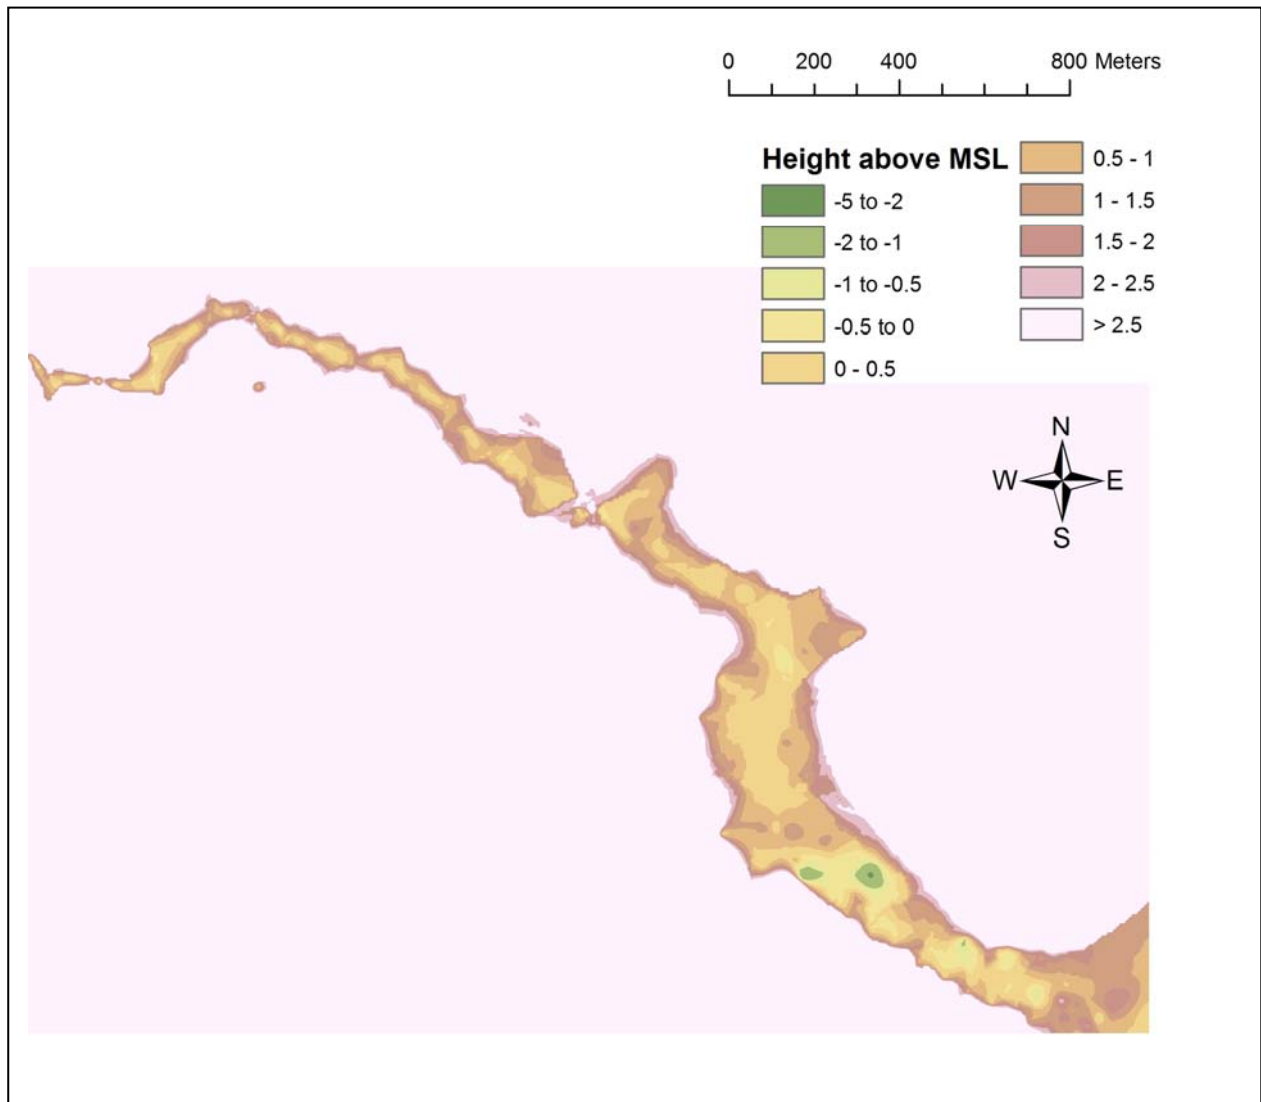 0 200 400 800 Meters
Height above MSL
-5 to -2
-2 to -1
-1 to -0.5
-0.5 to 0
0 - 0.5
0.5 - 1
1 - 1.5
1.5 - 2
2 - 2.5
> 2.5
N
W E
S